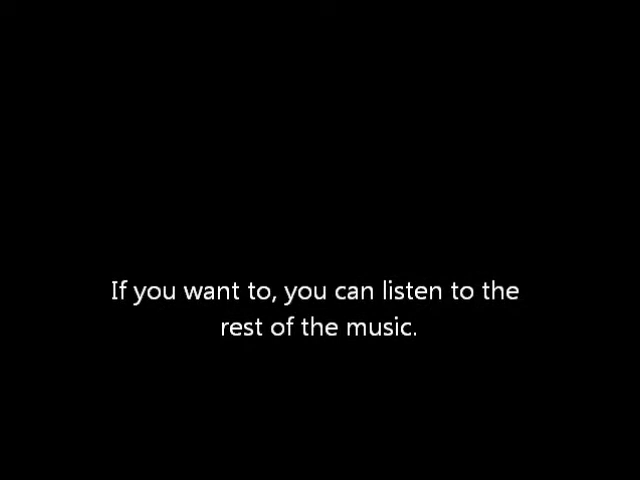 If you want to, you can listen to the
rest of the music.